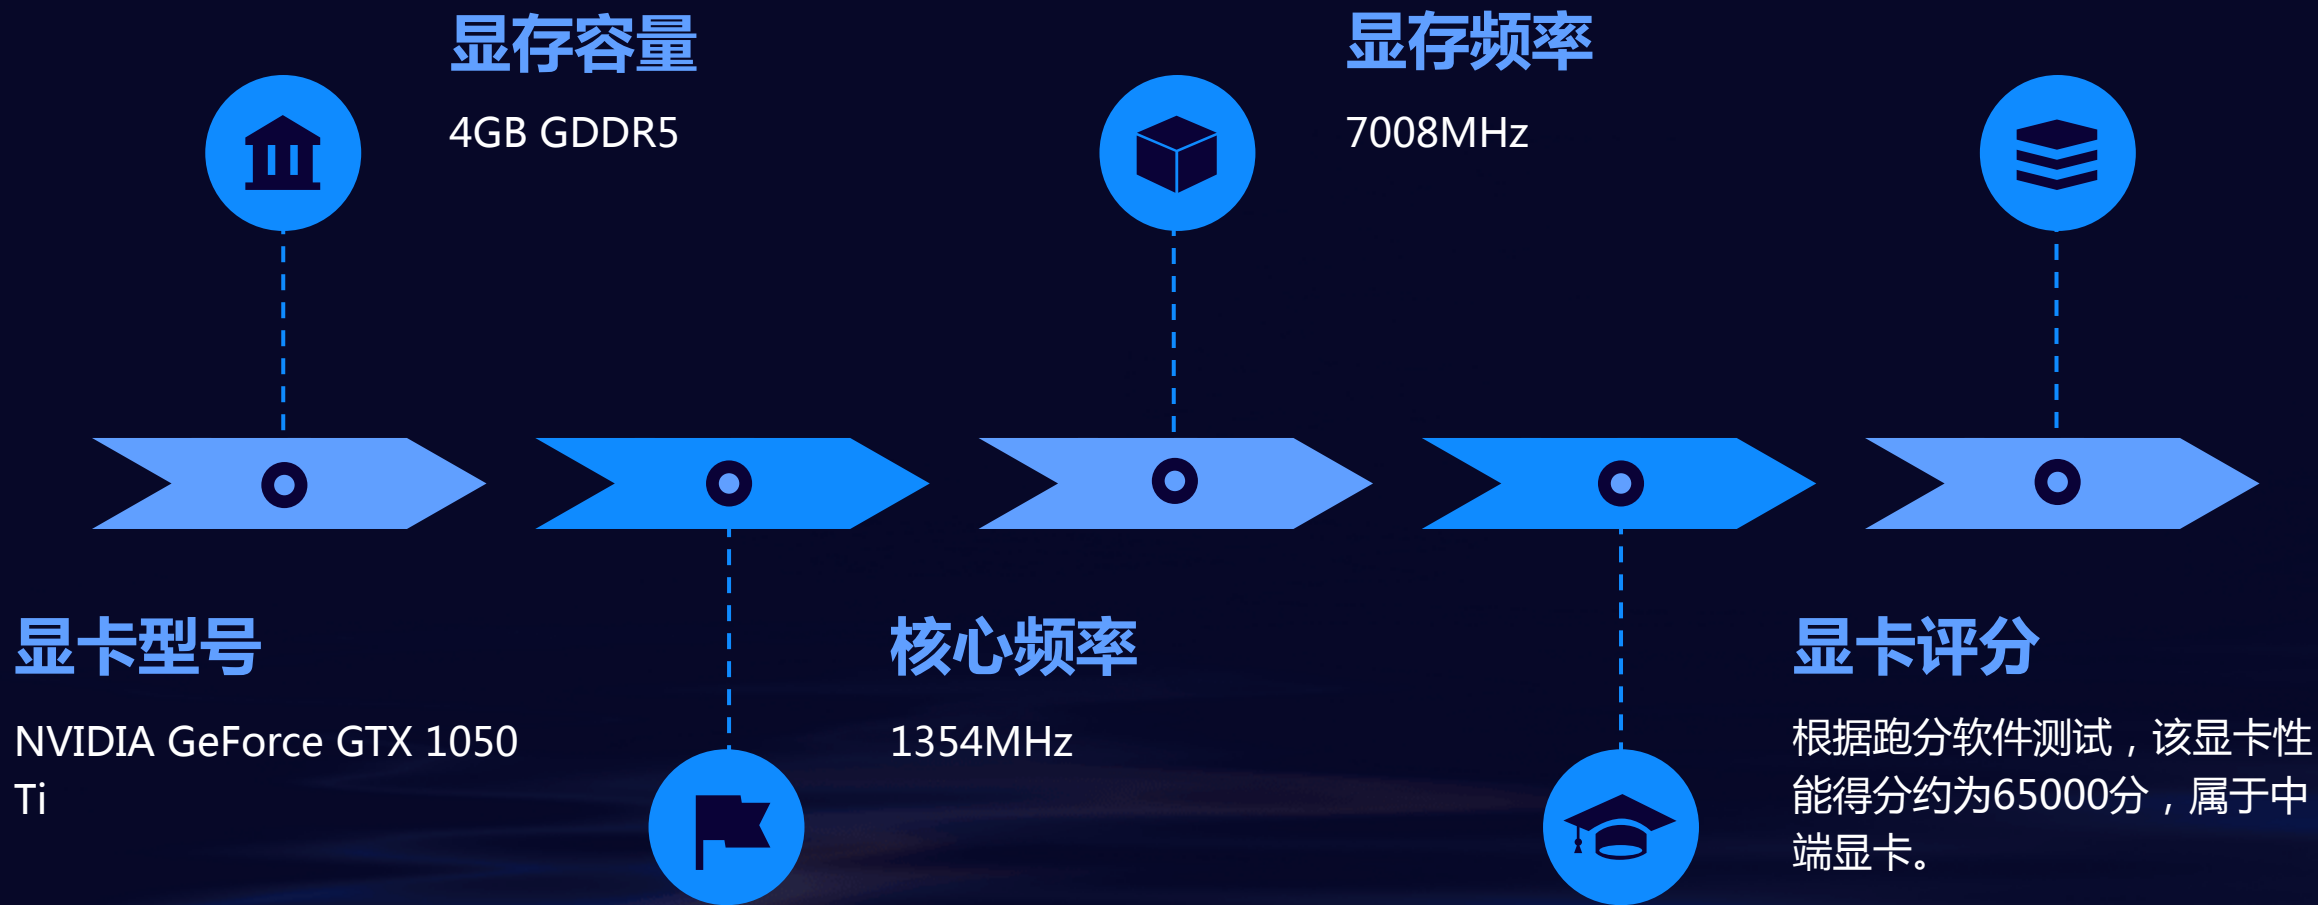 显存容量
4GB GDDR5
显存频率
7008MHz
显卡型号
NVIDIA GeForce GTX 1050
Ti
核心频率
1354MHz
显卡评分
根据跑分软件测试，该显卡性
能得分约为65000分，属于中
端显卡。